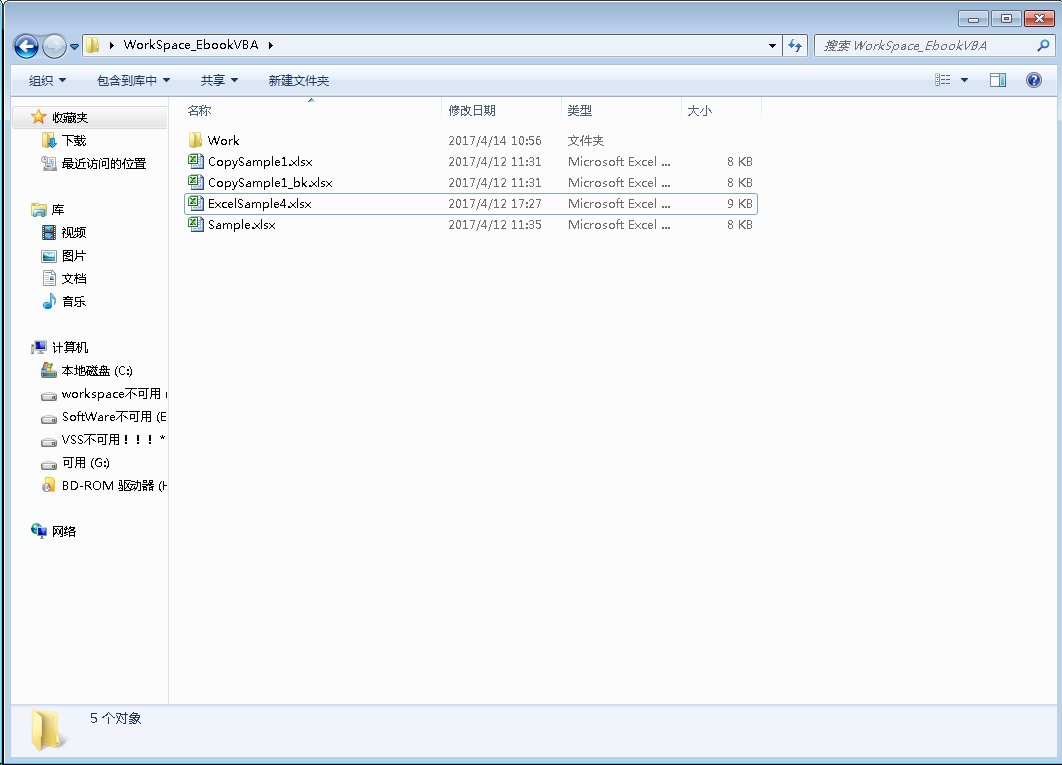 WorkSpace_EbookVBA
搜索 WorkSpace_EbookVBA
组织 包含到库中 共享 新建文件夹
名称 修改日期 类型 大小
收藏夹
下载
最近访问的位置
库
视频
图片
文档
音乐
计算机
本地磁盘 (C:)
workspace不可用
SoftWare不可用 (E
VSS不可用！！！ *
可用 (G:)
BD-ROM 驱动器 (H
网络
Work 2017/4/14 10:56 文件夹
CopySample1.xlsx 2017/4/12 11:31 Microsoft Excel ... 8 KB
CopySample1_bk.xlsx 2017/4/12 11:31 Microsoft Excel ... 8 KB
ExcelSample4.xlsx 2017/4/12 17:27 Microsoft Excel ... 9 KB
Sample.xlsx 2017/4/12 11:35 Microsoft Excel ... 8 KB
5 个对象